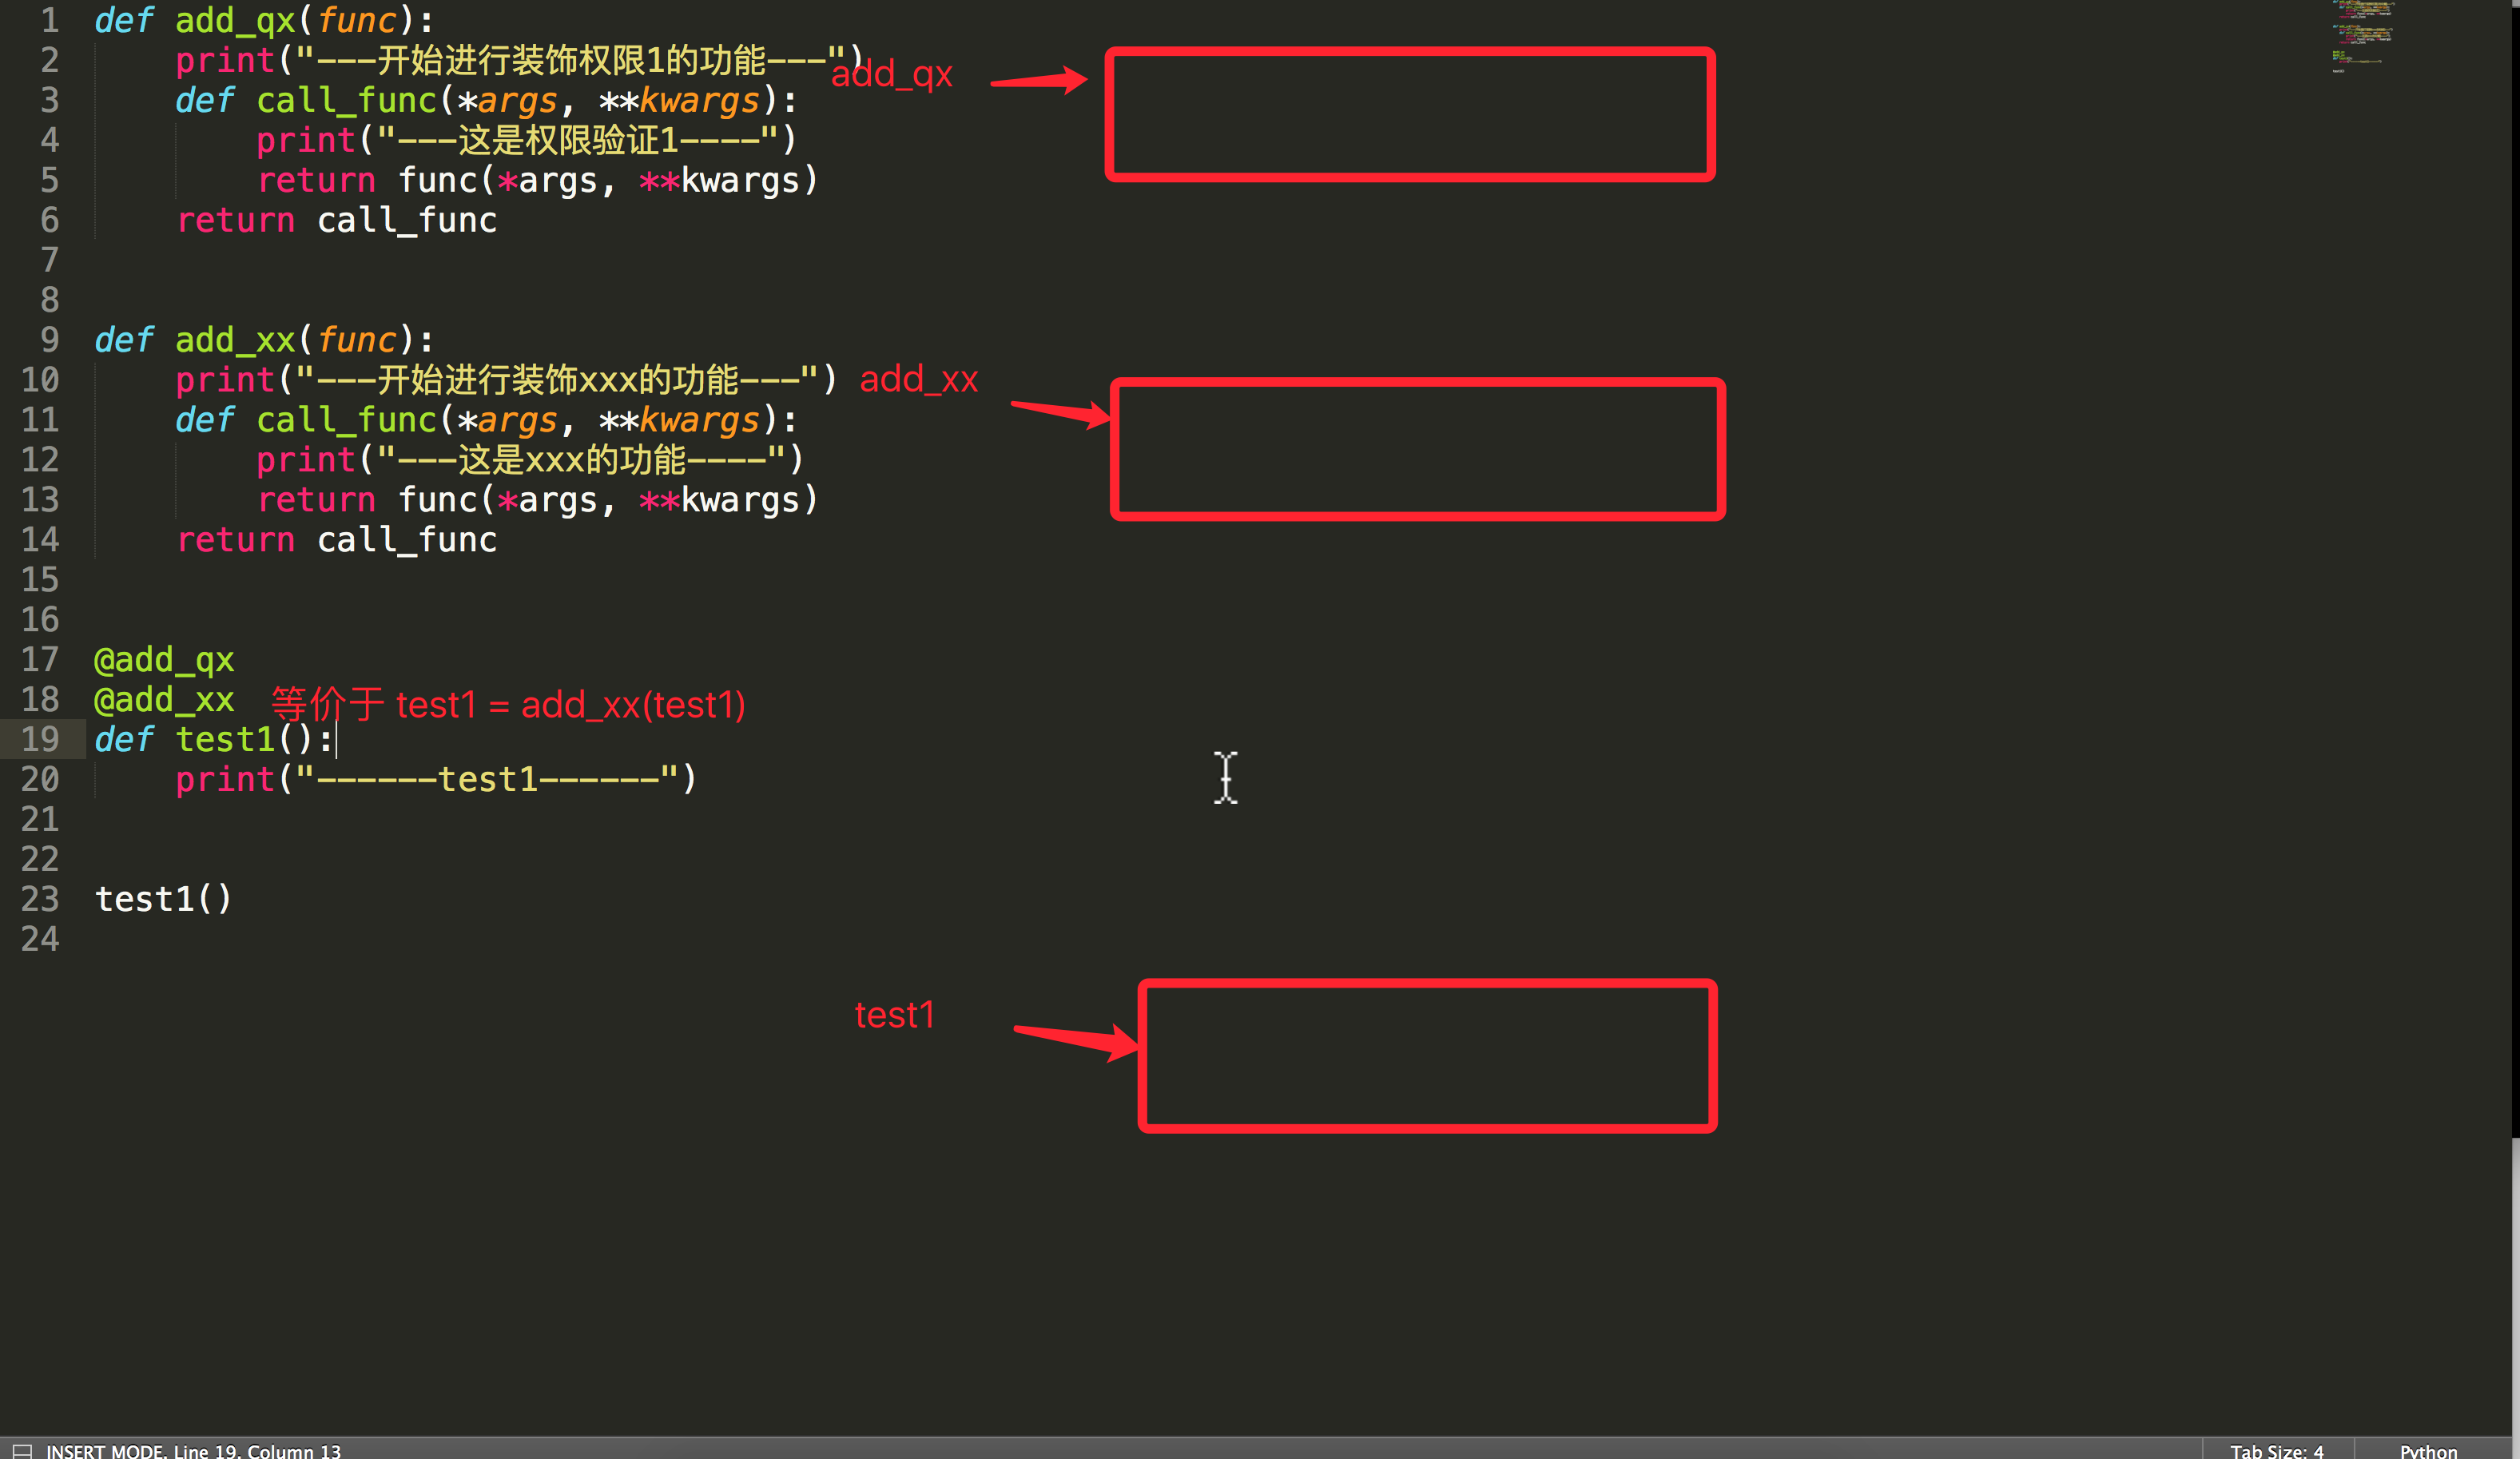 1 def add_qx(func):
2 print("---开始进行装饰权限1的功能---")
add_qx
3 def call_func(*args, **kwargs):
4 print("---这是权限验证1----")
5 return func(*args, **kwargs)
6 return call_func
7
8
9 def add_xx(func):
10 print("---开始进行装饰xxx的功能---") add_xx
11 def call_func(*args, **kwargs):
12 print("---这是xxx的功能----")
13 return func(*args, **kwargs)
14 return call_func
15
16
17 @add_qx
18 @add_xx 等价于 test1 = add_xx(test1)
19 def test1():
20 print("------test1------")
21
22
23 test1()
24
test1
INSERT MODE, Line 19, Column 13 Tab Size: 4 Python